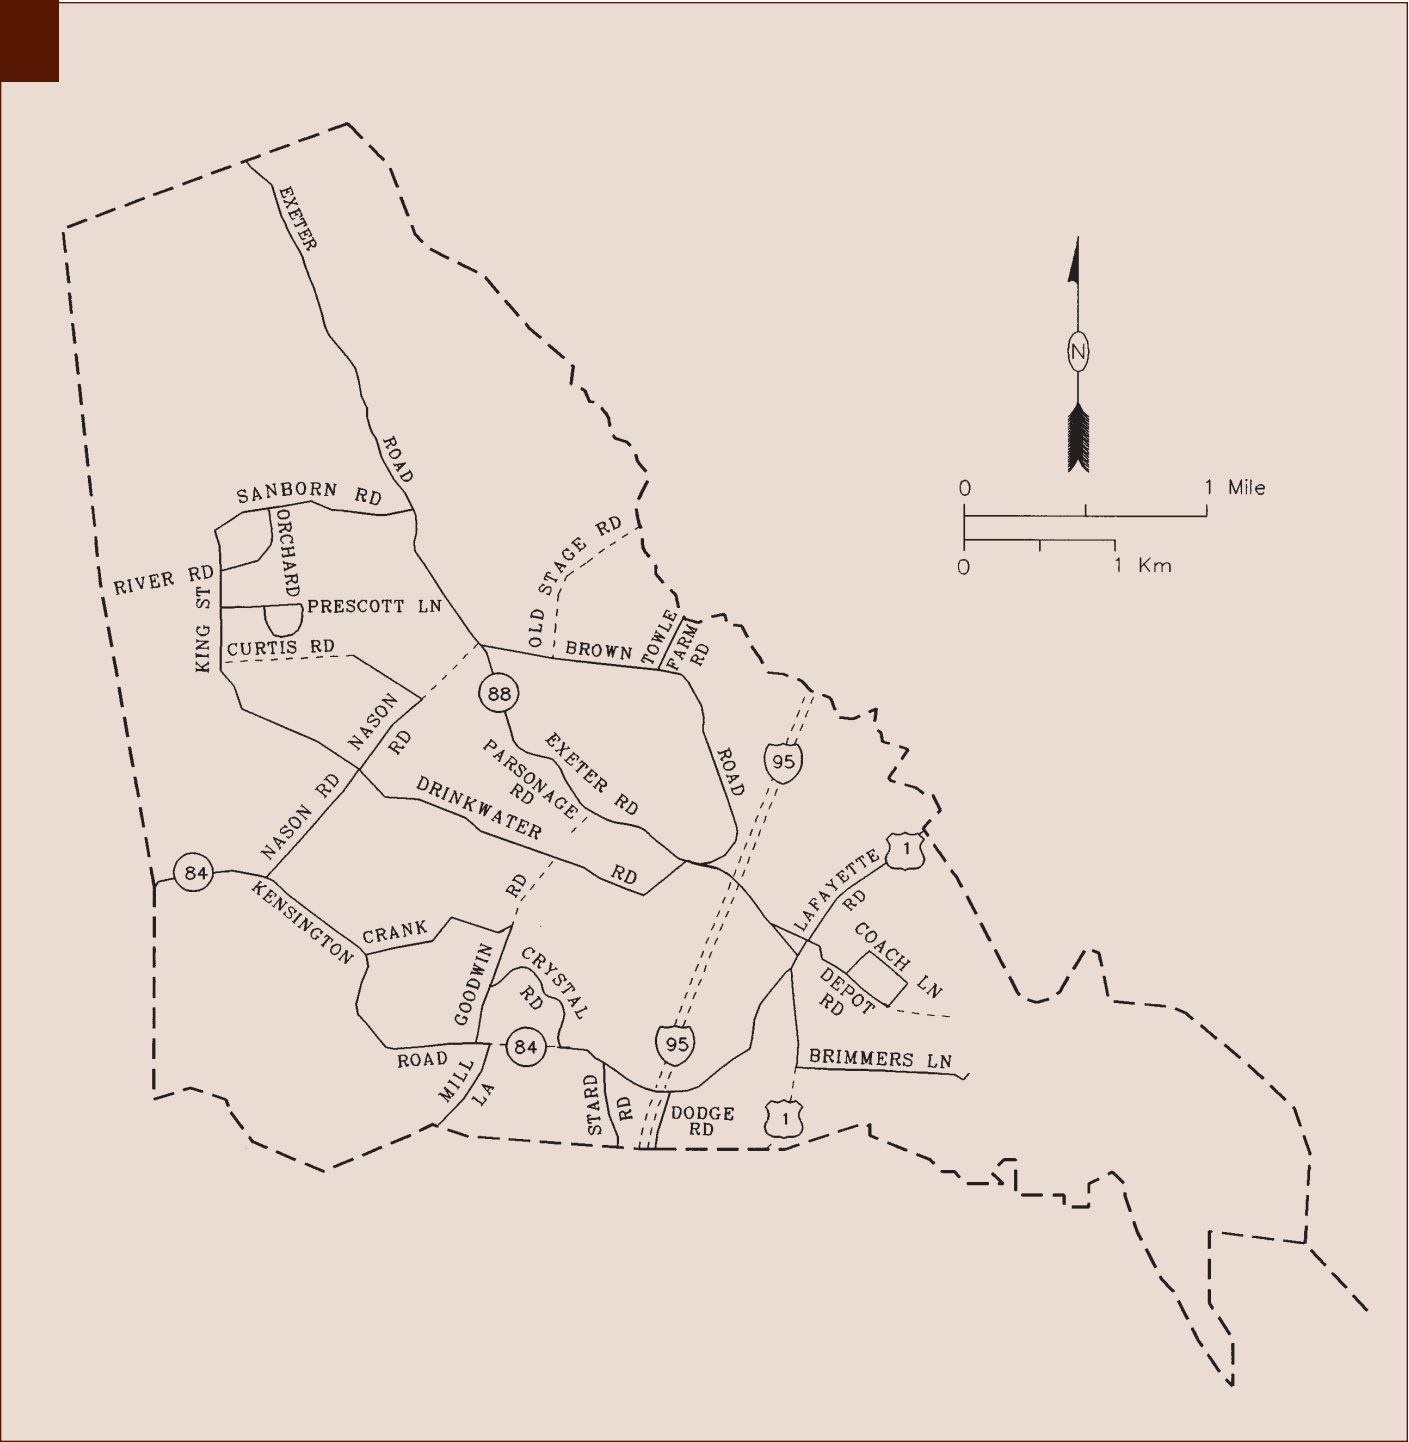 EXETER
ROAD
N
0 1 Mile
0 1 Km
SANBORN RD
ORCHARD
RIVER RD
KING ST
PRESCOTT LN
CURTIS RD
OLD STAGE RD
BROWN
TOWLE
FARM
RD
88
NASON
RD
EXETER RD
PARSONAGE
RD
ROAD
95
NASON RD
DRINKWATER
RD
84
KENSINGTON
CRANK
RD
GOODWIN
CRYSTAL
RD
LAFAYETTE
RD
1
COACH LN
DEPOT
RD
ROAD
84
95
MILL
LA
STARD
RD
DODGE
RD
BRIMMERS LN
1